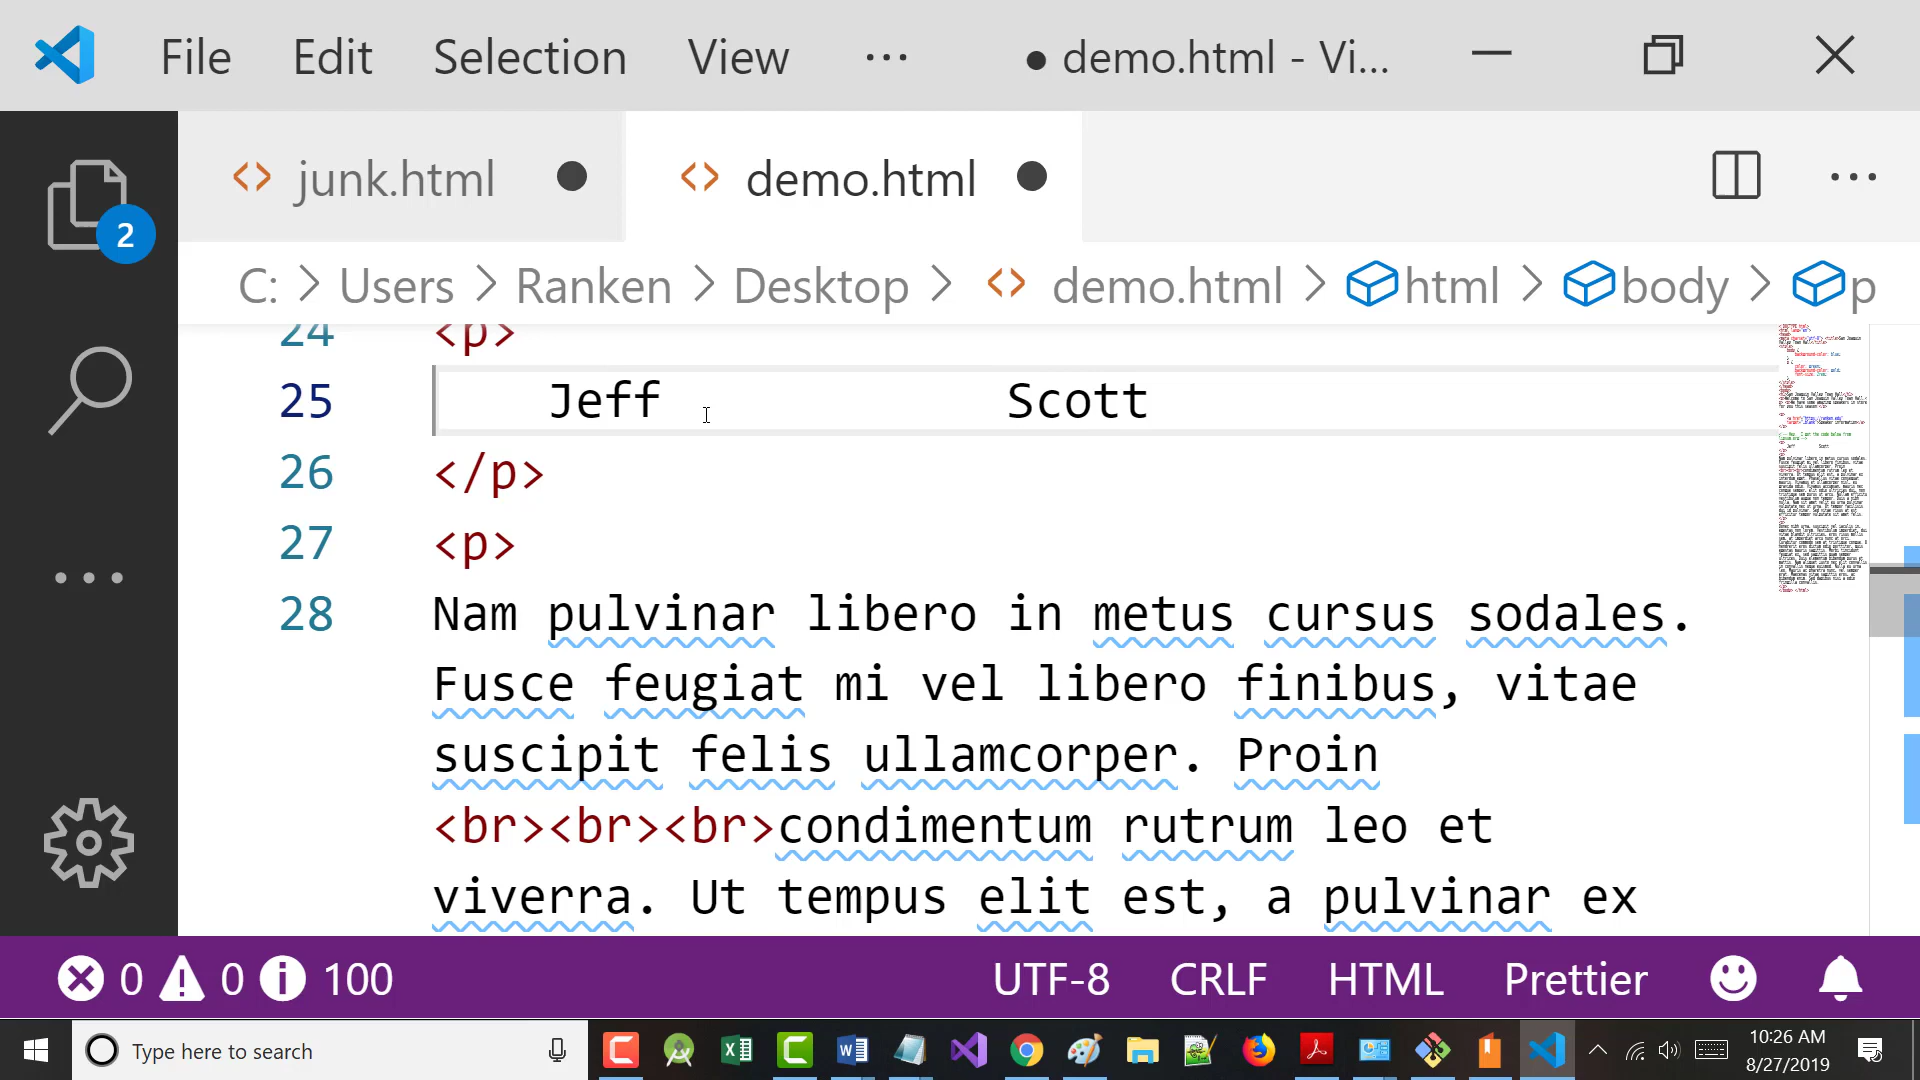 File Edit Selection View ... ● demo.html - Vi...
junk.html demo.html
2
C: > Users > Ranken > Desktop > demo.html > html > body > p
24 <p>
25 Jeff Scott
26 </p>
27 <p>
28 Nam pulvinar libero in metus cursus sodales.
Fusce feugiat mi vel libero finibus, vitae
suscipit felis ullamcorper. Proin
<br><br><br>condimentum rutrum leo et
viverra. Ut tempus elit est, a pulvinar ex
0 0 100 UTF-8 CRLF HTML Prettier
Type here to search
10:26 AM
8/27/2019